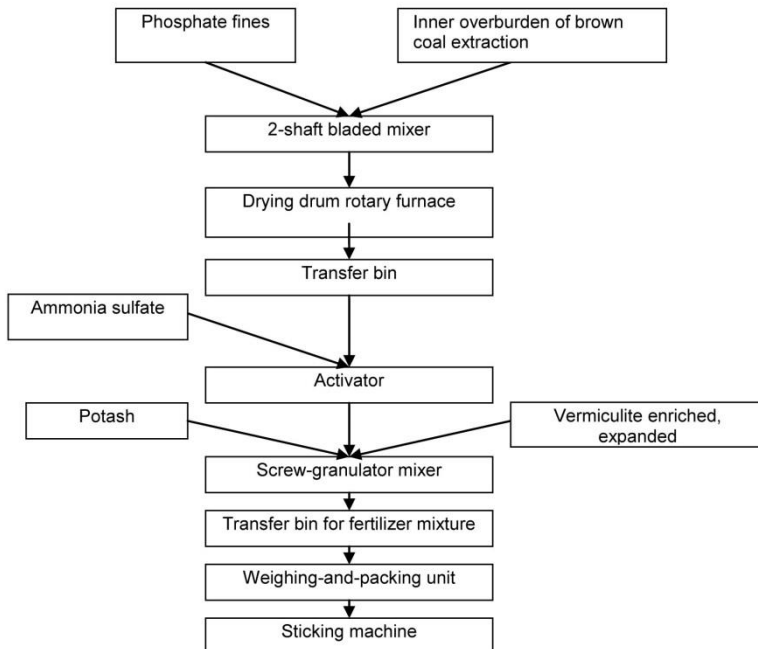 Phosphate fines
Inner overburden of brown
coal extraction
2-shaft bladed mixer
Drying drum rotary furnace
Transfer bin
Ammonia sulfate
Activator
Potash
Vermiculite enriched,
expanded
Screw-granulator mixer
Transfer bin for fertilizer mixture
Weighing-and-packing unit
Sticking machine